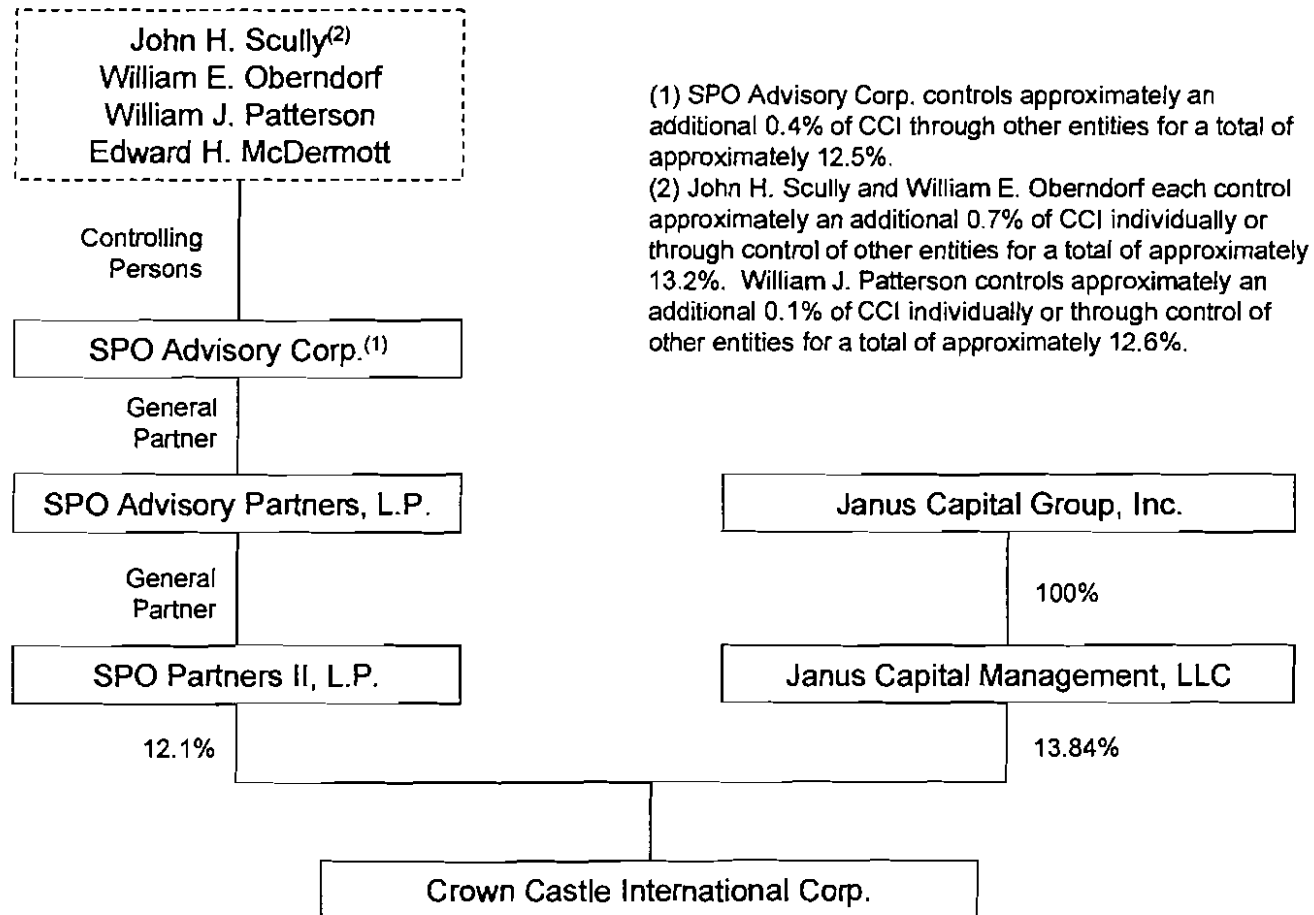 John H. Scully(2)
William E. Oberndorf
William J. Patterson
Edward H. McDermott
(1) SPO Advisory Corp. controls approximately an
additional 0.4% of CCI through other entities for a total of
approximately 12.5%.
(2) John H. Scully and William E. Oberndorf each control
approximately an additional 0.7% of CCI individually or
through control of other entities for a total of approximately
13.2%. William J. Patterson controls approximately an
additional 0.1% of CCI individually or through control of
other entities for a total of approximately 12.6%.
Controlling
Persons
SPO Advisory Corp.(1)
General
Partner
SPO Advisory Partners, L.P.
Janus Capital Group, Inc.
General
Partner
100%
SPO Partners II, L.P.
Janus Capital Management, LLC
12.1%
13.84%
Crown Castle International Corp.